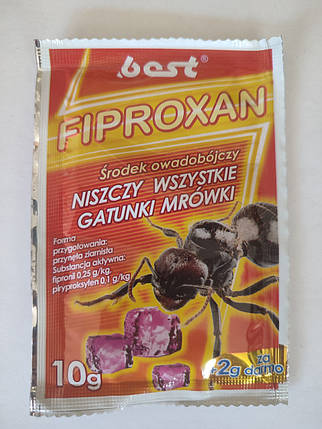 best®
FIPROXAN
Środek owadobójczy
NISZCZY WSZYSTKIE
GATUNKI MRÓWKI
Forma
przygotowania:
przynęta ziarnista
Substancja aktywna:
fipronil 0,25 g/kg,
piryproksyfen 0,1 g/kg
10g
+2g za
darmo